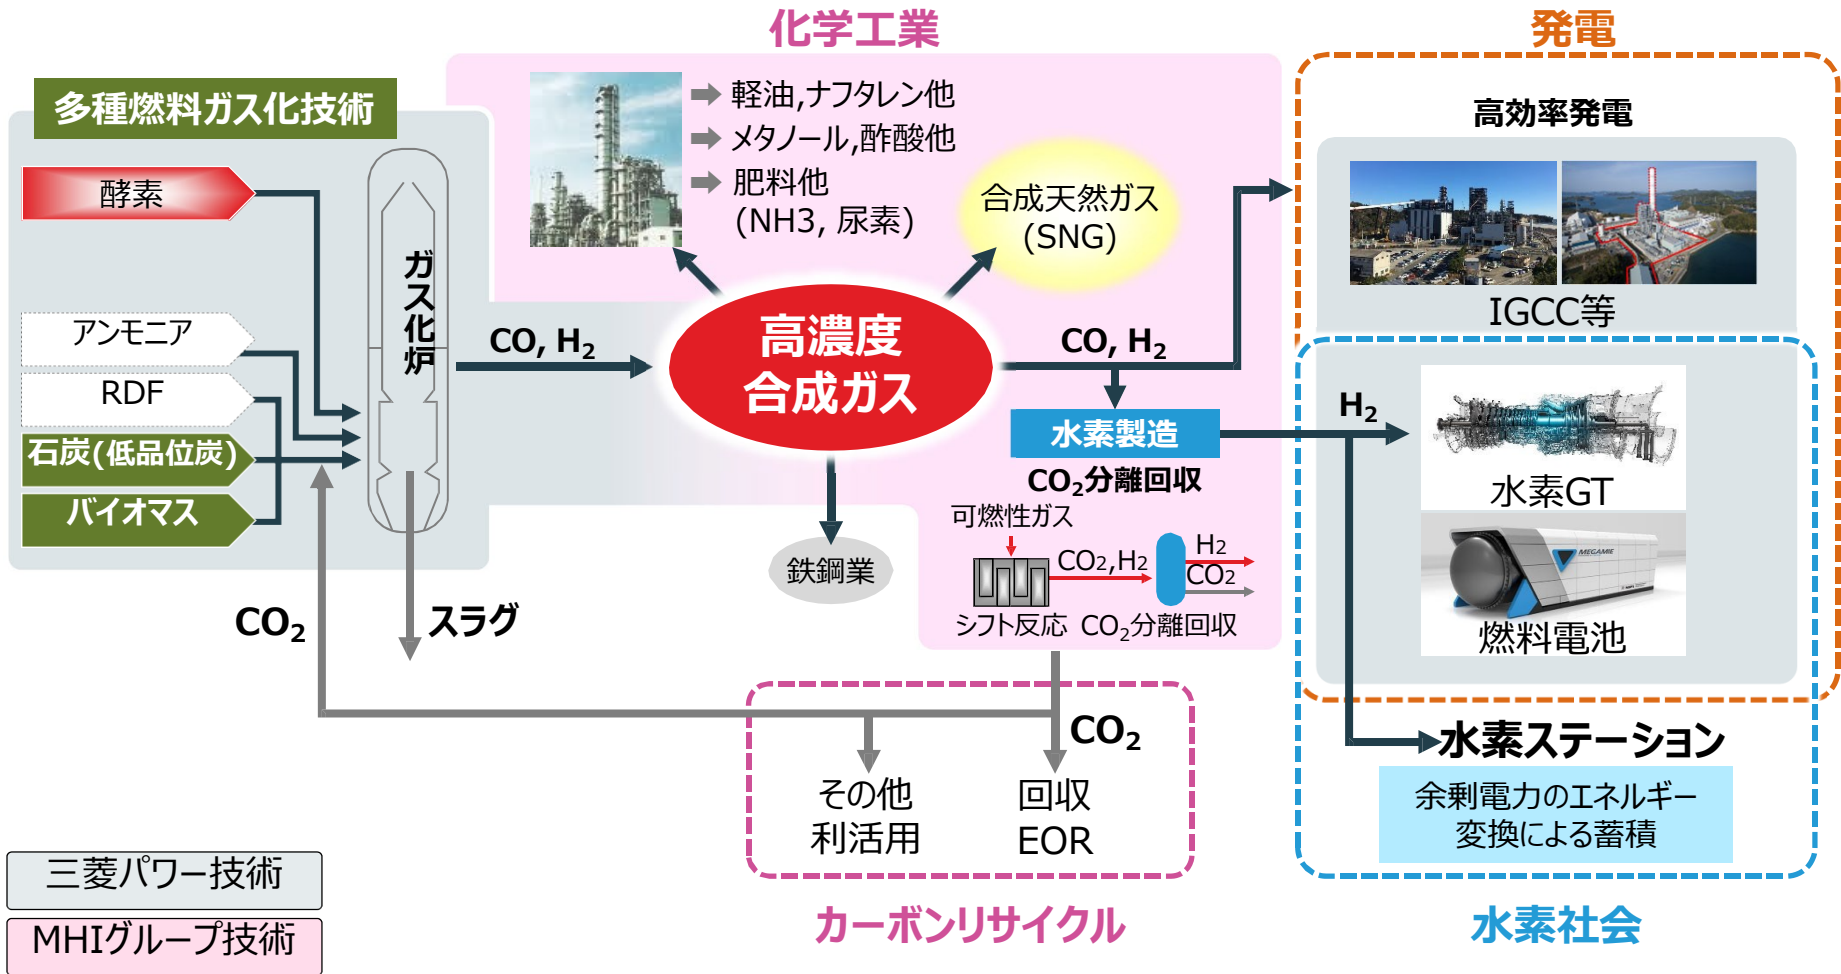 化学工業
発電
多種燃料ガス化技術
軽油,ナフタレン他
メタノール,酢酸他
肥料他
(NH3, 尿素)
合成天然ガス
(SNG)
高効率発電
IGCC等
酵素
アンモニア
RDF
石炭(低品位炭)
バイオマス
ガス化炉
CO, H₂
高濃度
合成ガス
CO, H₂
水素製造
CO₂分離回収
H₂
水素GT
MEGAMIE
燃料電池
可燃性ガス
CO₂,H₂
H₂
CO₂
シフト反応
CO₂分離回収
鉄鋼業
CO₂
スラグ
CO₂
その他
利活用
回収
EOR
水素ステーション
余剰電力のエネルギー
変換による蓄積
三菱パワー技術
MHIグループ技術
カーボンリサイクル
水素社会